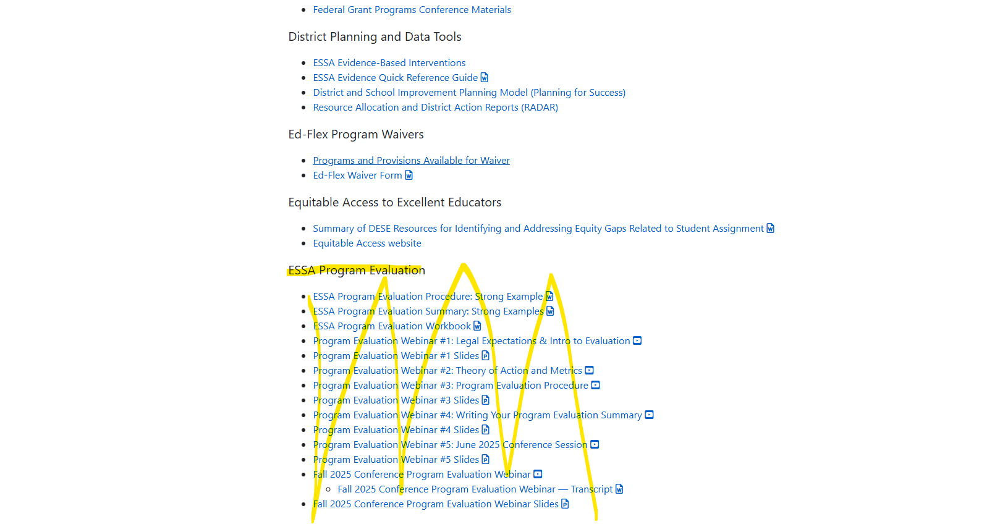 Federal Grant Programs Conference Materials
District Planning and Data Tools
ESSA Evidence-Based Interventions
ESSA Evidence Quick Reference Guide
District and School Improvement Planning Model (Planning for Success)
Resource Allocation and District Action Reports (RADAR)
Ed-Flex Program Waivers
Programs and Provisions Available for Waiver
Ed-Flex Waiver Form
Equitable Access to Excellent Educators
Summary of DESE Resources for Identifying and Addressing Equity Gaps Related to Student Assignment
Equitable Access website
ESSA Program Evaluation
ESSA Program Evaluation Procedure: Strong Example
ESSA Program Evaluation Summary: Strong Examples
ESSA Program Evaluation Workbook
Program Evaluation Webinar #1: Legal Expectations & Intro to Evaluation
Program Evaluation Webinar #1 Slides
Program Evaluation Webinar #2: Theory of Action and Metrics
Program Evaluation Webinar #3: Program Evaluation Procedure
Program Evaluation Webinar #3 Slides
Program Evaluation Webinar #4: Writing Your Program Evaluation Summary
Program Evaluation Webinar #4 Slides
Program Evaluation Webinar #5: June 2025 Conference Session
Program Evaluation Webinar #5 Slides
Fall 2025 Conference Program Evaluation Webinar
Fall 2025 Conference Program Evaluation Webinar — Transcript
Fall 2025 Conference Program Evaluation Webinar Slides